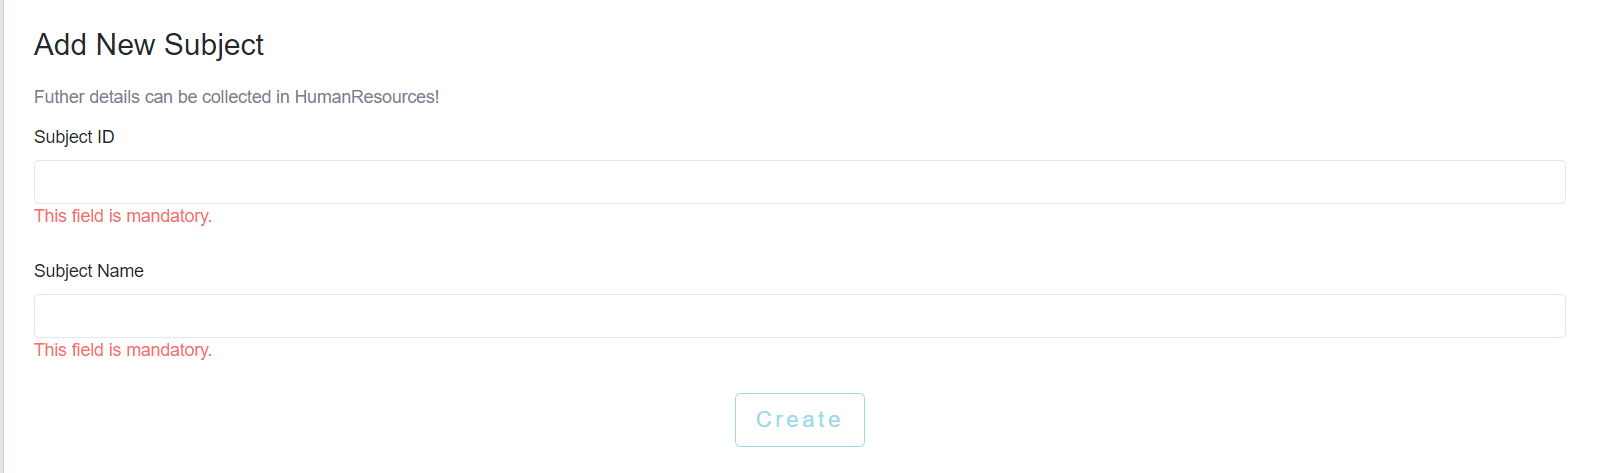 Add New Subject
Futher details can be collected in HumanResources!
Subject ID
This field is mandatory.
Subject Name
This field is mandatory.
Create